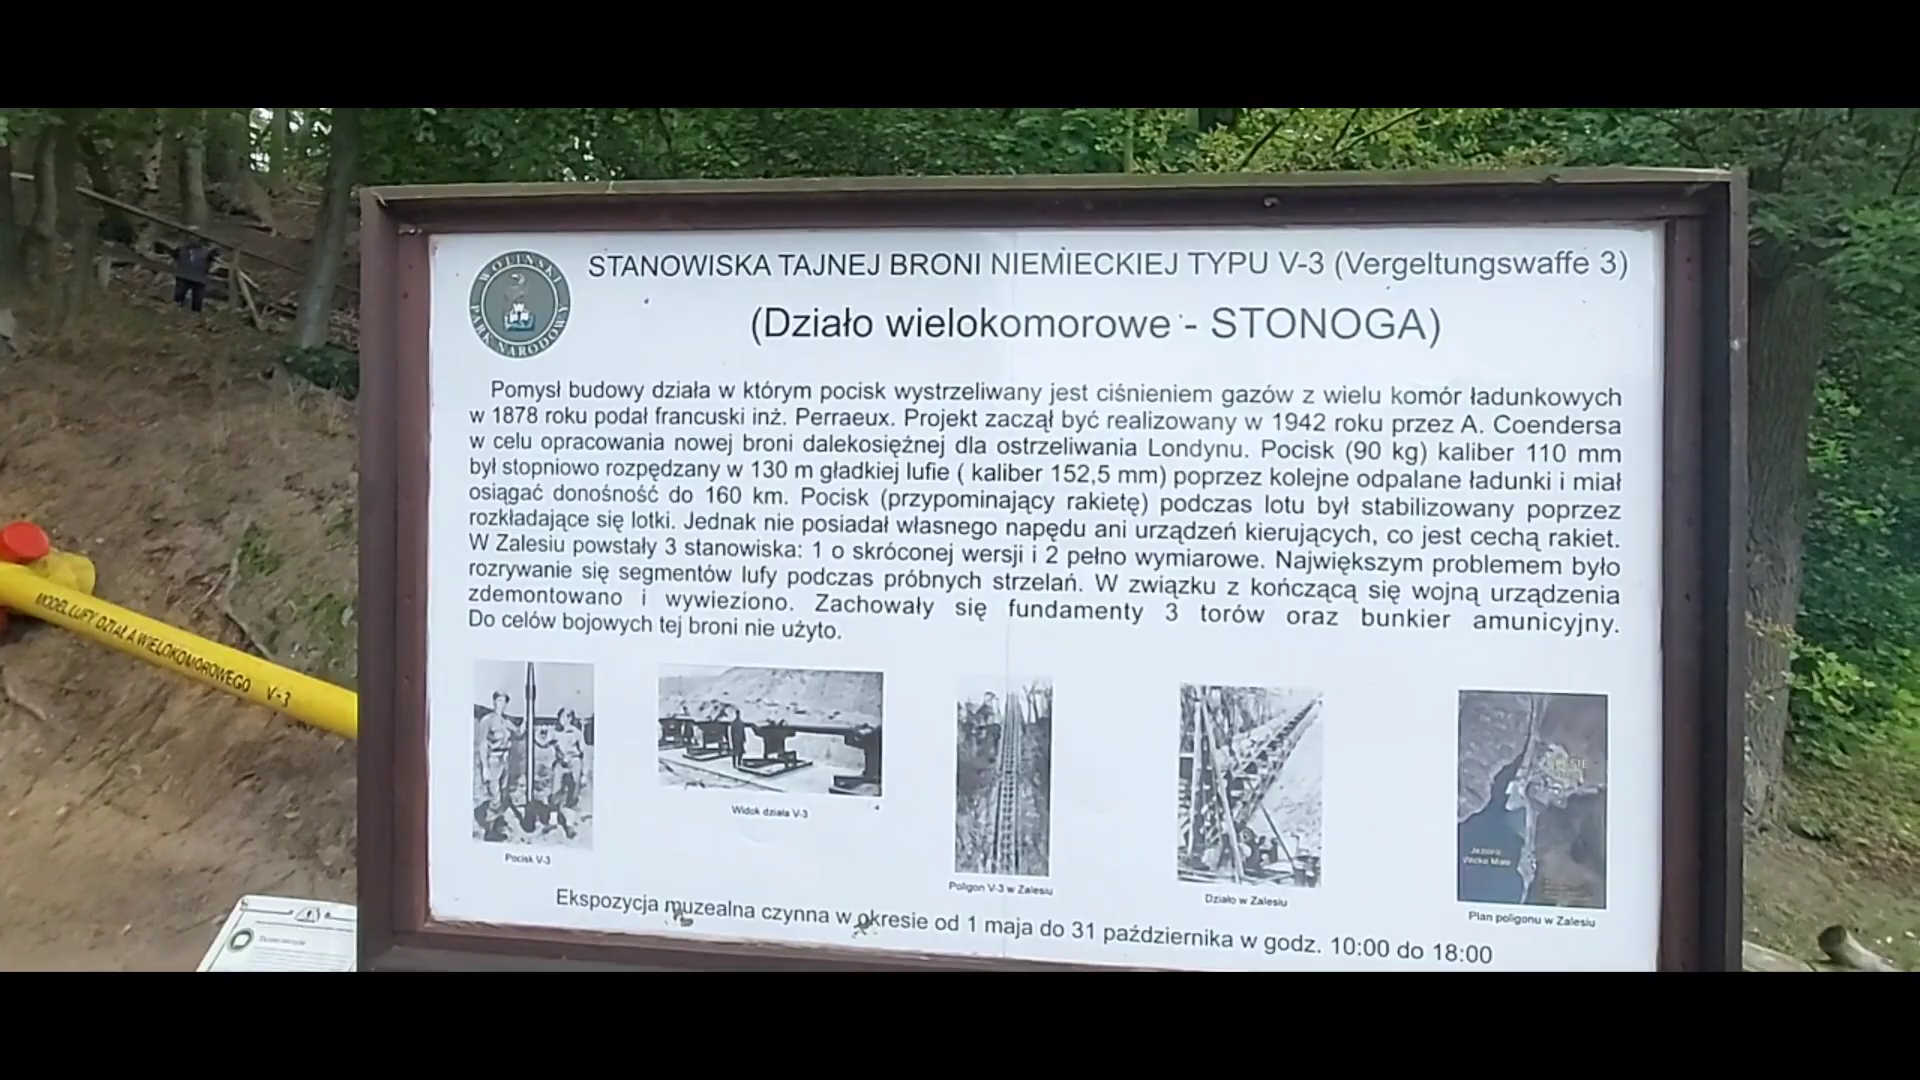 WOLIŃSKI PARK NARODOWY
STANOWISKA TAJNEJ BRONI NIEMIECKIEJ TYPU V-3 (Vergeltungswaffe 3)
(Działo wielokomorowe - STONOGA)
Pomysł budowy działa w którym pocisk wystrzeliwany jest ciśnieniem gazów z wielu komór ładunkowych
w 1878 roku podał francuski inż. Perraeux. Projekt zaczął być realizowany w 1942 roku przez A. Coendersa
w celu opracowania nowej broni dalekosiężnej dla ostrzeliwania Londynu. Pocisk (90 kg) kaliber 110 mm
był stopniowo rozpędzany w 130 m gładkiej lufie ( kaliber 152,5 mm) poprzez kolejne odpalane ładunki i miał
osiągać donośność do 160 km. Pocisk (przypominający rakietę) podczas lotu był stabilizowany poprzez
rozkładające się lotki. Jednak nie posiadał własnego napędu ani urządzeń kierujących, co jest cechą rakiet.
W Zalesiu powstały 3 stanowiska: 1 o skróconej wersji i 2 pełno wymiarowe. Największym problemem było
rozrywanie się segmentów lufy podczas próbnych strzelań. W związku z kończącą się wojną urządzenia
zdemontowano i wywieziono. Zachowały się fundamenty 3 torów oraz bunkier amunicyjny.
Do celów bojowych tej broni nie użyto.
MODEL LUFY DZIAŁA WIELOKOMOROWEGO V-3
Jezioro
Wicko Małe
Pocisk V-3
Widok działa V-3
Poligon V-3 w Zalesiu
Działo w Zalesiu
Plan poligonu w Zalesiu
Ekspozycja muzealna czynna w okresie od 1 maja do 31 października w godz. 10:00 do 18:00